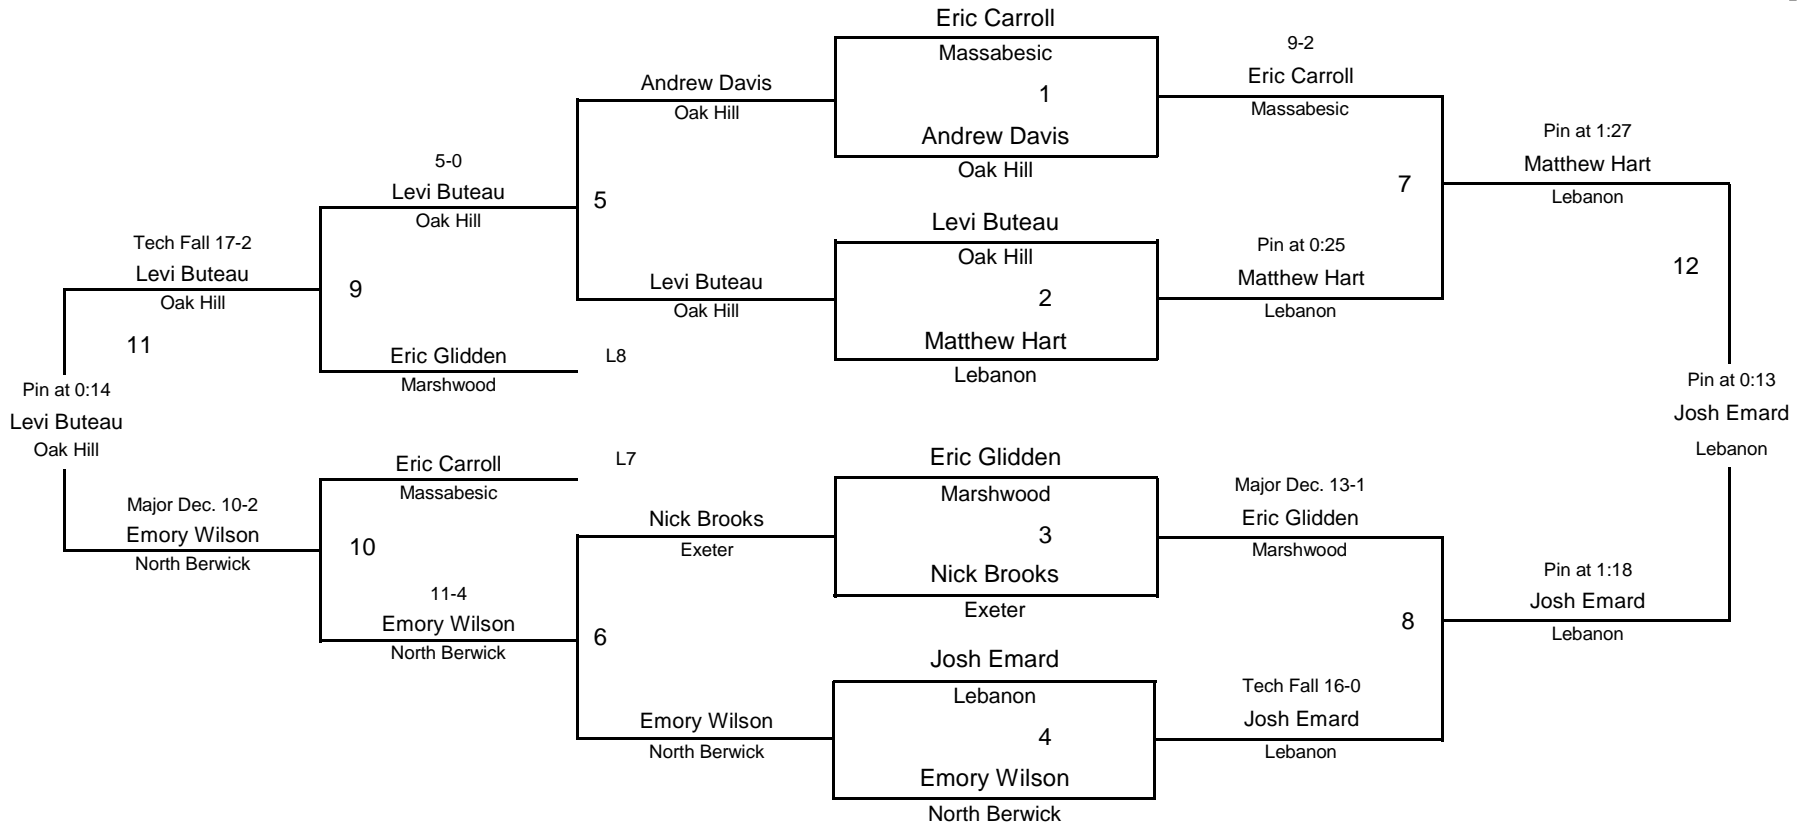 Eric Carroll
Massabesic
1
Andrew Davis
Oak Hill
Levi Buteau
Oak Hill
2
Matthew Hart
Lebanon
Eric Glidden
Marshwood
3
Nick Brooks
Exeter
Josh Emard
Lebanon
4
Emory Wilson
North Berwick
9-2
Eric Carroll
Massabesic
7
Pin at 0:25
Matthew Hart
Lebanon
Major Dec. 13-1
Eric Glidden
Marshwood
8
Tech Fall 16-0
Josh Emard
Lebanon
Pin at 1:27
Matthew Hart
Lebanon
12
Pin at 1:18
Josh Emard
Lebanon
Pin at 0:13
Josh Emard
Lebanon
Andrew Davis
Oak Hill
5
Levi Buteau
Oak Hill
Nick Brooks
Exeter
6
Emory Wilson
North Berwick
5-0
Levi Buteau
Oak Hill
9
Eric Glidden
Marshwood
L8
Eric Carroll
Massabesic
L7
10
11-4
Emory Wilson
North Berwick
Tech Fall 17-2
Levi Buteau
Oak Hill
11
Major Dec. 10-2
Emory Wilson
North Berwick
Pin at 0:14
Levi Buteau
Oak Hill